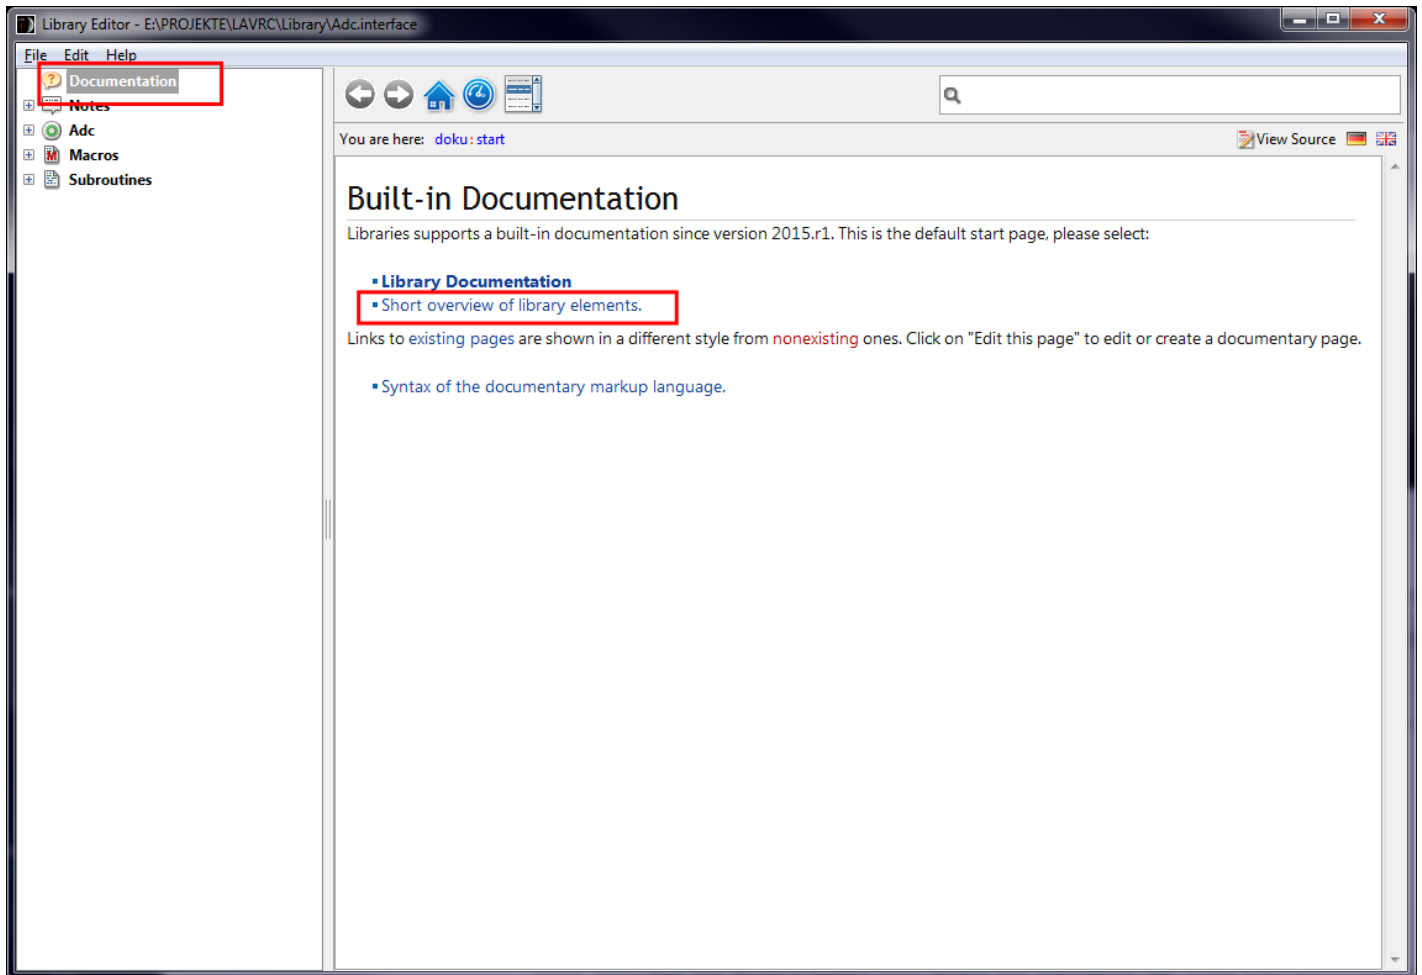 Library Editor - E:\PROJEKTE\LAVRC\Library\Adc.interface
File Edit Help
Documentation
Notes
Adc
Macros
Subroutines
You are here: doku:start
View Source
Built-in Documentation
Libraries supports a built-in documentation since version 2015.r1. This is the default start page, please select:
Library Documentation
Short overview of library elements.
Links to existing pages are shown in a different style from nonexisting ones. Click on "Edit this page" to edit or create a documentary page.
Syntax of the documentary markup language.